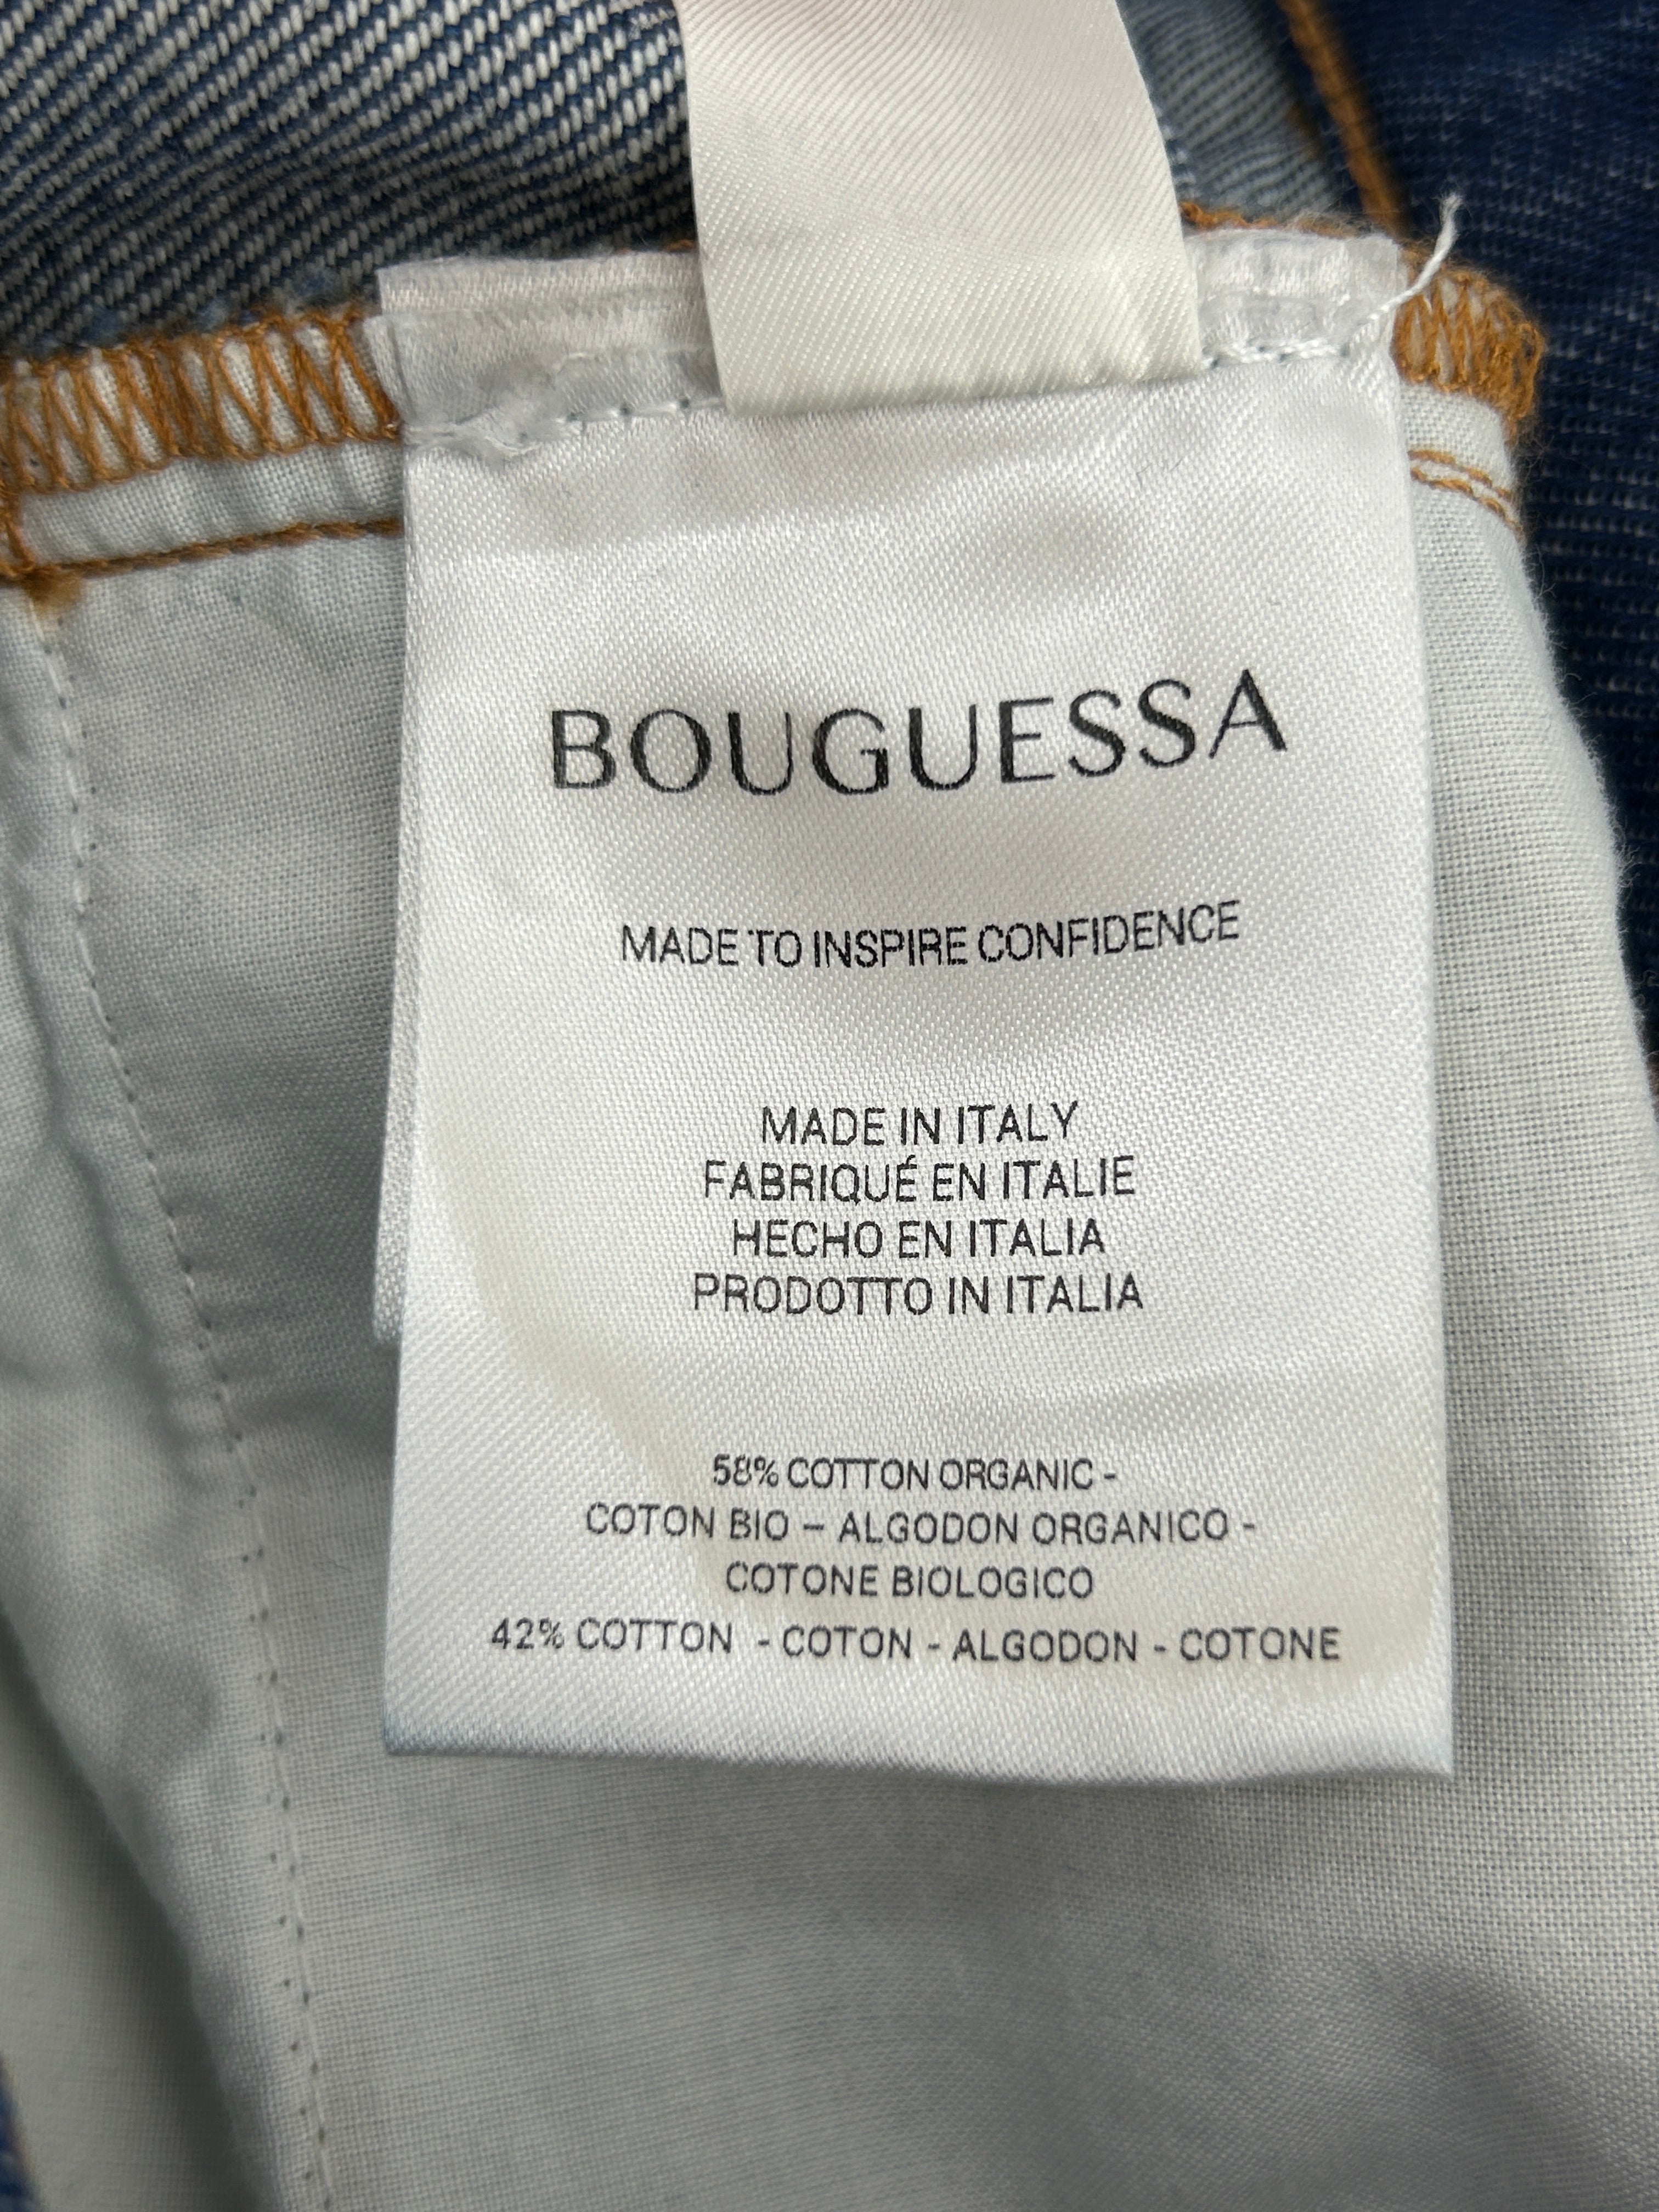 BOUGUESSA
MADE TO INSPIRE CONFIDENCE
MADE IN ITALY
FABRIQUÉ EN ITALIE
HECHO EN ITALIA
PRODOTTO IN ITALIA
58% COTTON ORGANIC -
COTON BIO – ALGODON ORGANICO -
COTONE BIOLOGICO
42% COTTON - COTON - ALGODON - COTONE